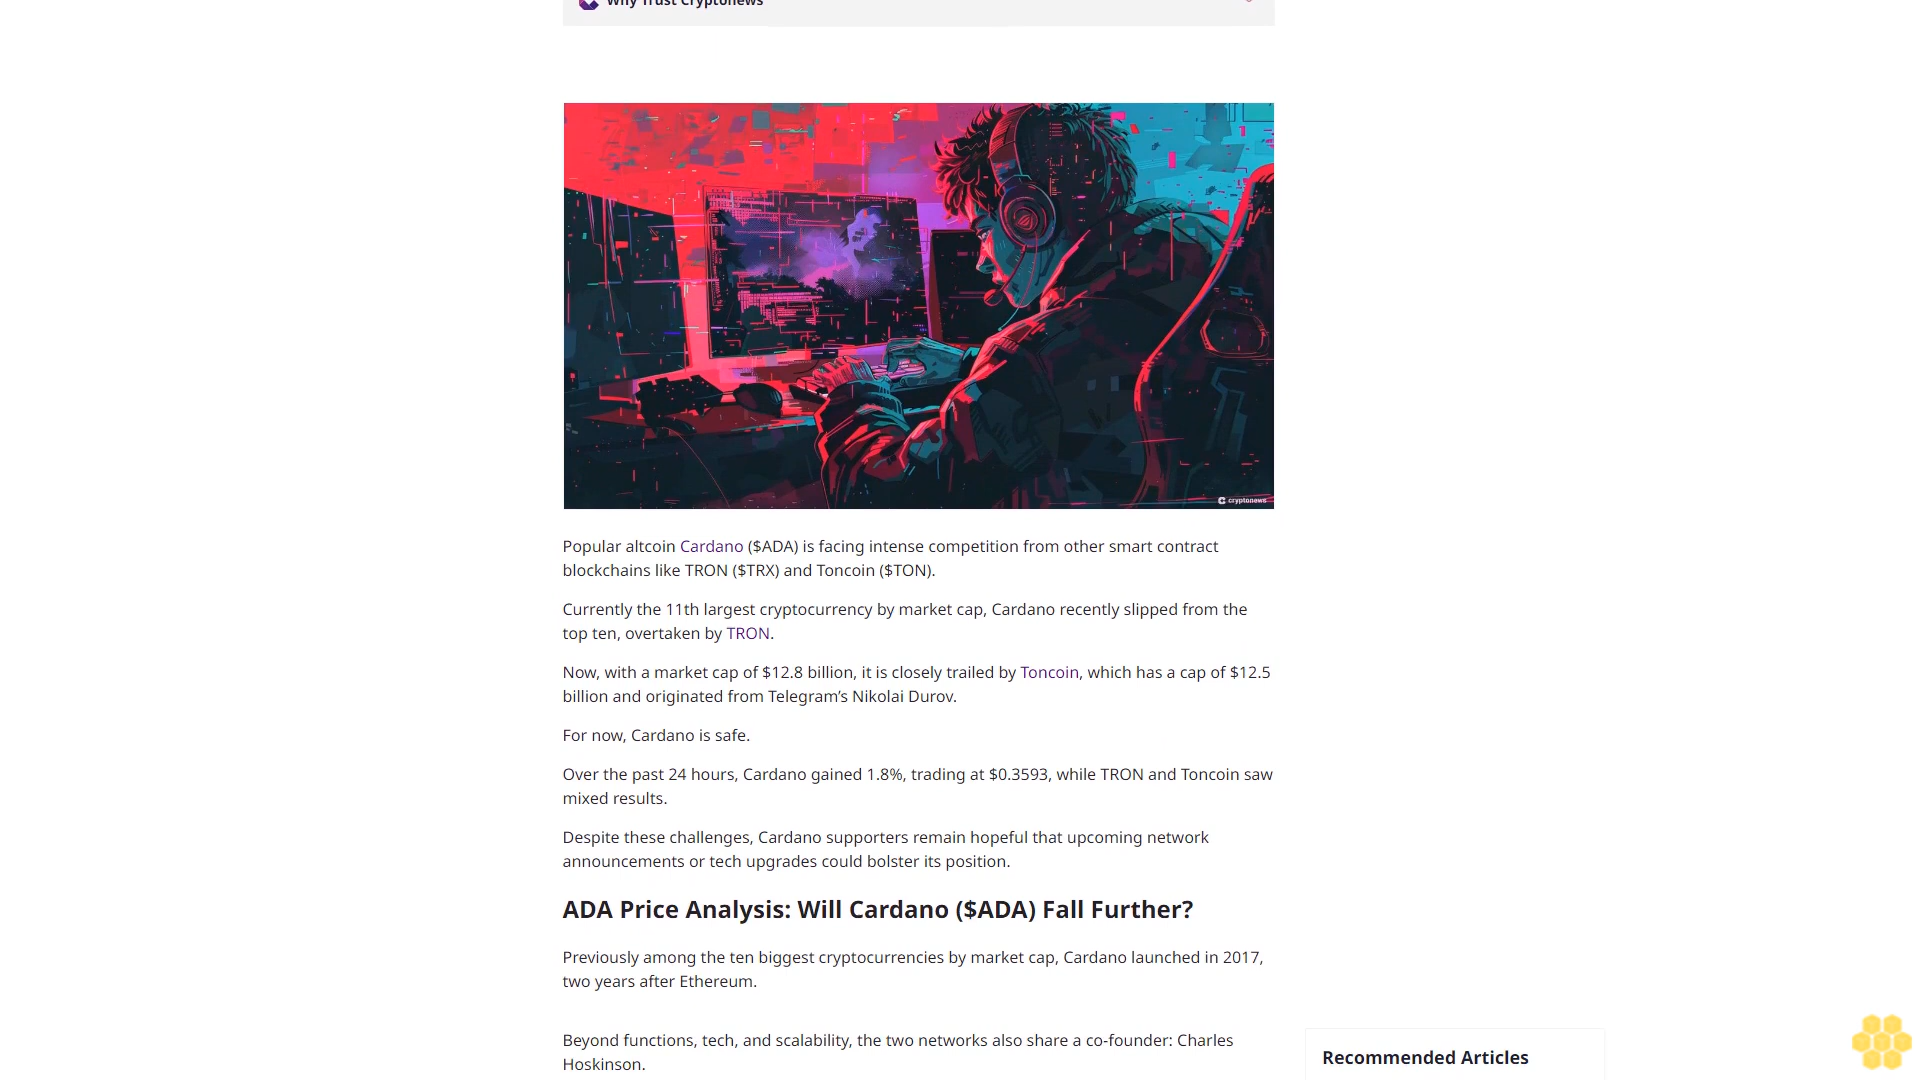 Why Trust Cryptonews
cryptonews
Popular altcoin Cardano ($ADA) is facing intense competition from other smart contract
blockchains like TRON ($TRX) and Toncoin ($TON).
Currently the 11th largest cryptocurrency by market cap, Cardano recently slipped from the
top ten, overtaken by TRON.
Now, with a market cap of $12.8 billion, it is closely trailed by Toncoin, which has a cap of $12.5
billion and originated from Telegram’s Nikolai Durov.
For now, Cardano is safe.
Over the past 24 hours, Cardano gained 1.8%, trading at $0.3593, while TRON and Toncoin saw
mixed results.
Despite these challenges, Cardano supporters remain hopeful that upcoming network
announcements or tech upgrades could bolster its position.
ADA Price Analysis: Will Cardano ($ADA) Fall Further?
Previously among the ten biggest cryptocurrencies by market cap, Cardano launched in 2017,
two years after Ethereum.
Beyond functions, tech, and scalability, the two networks also share a co-founder: Charles
Hoskinson.
Recommended Articles